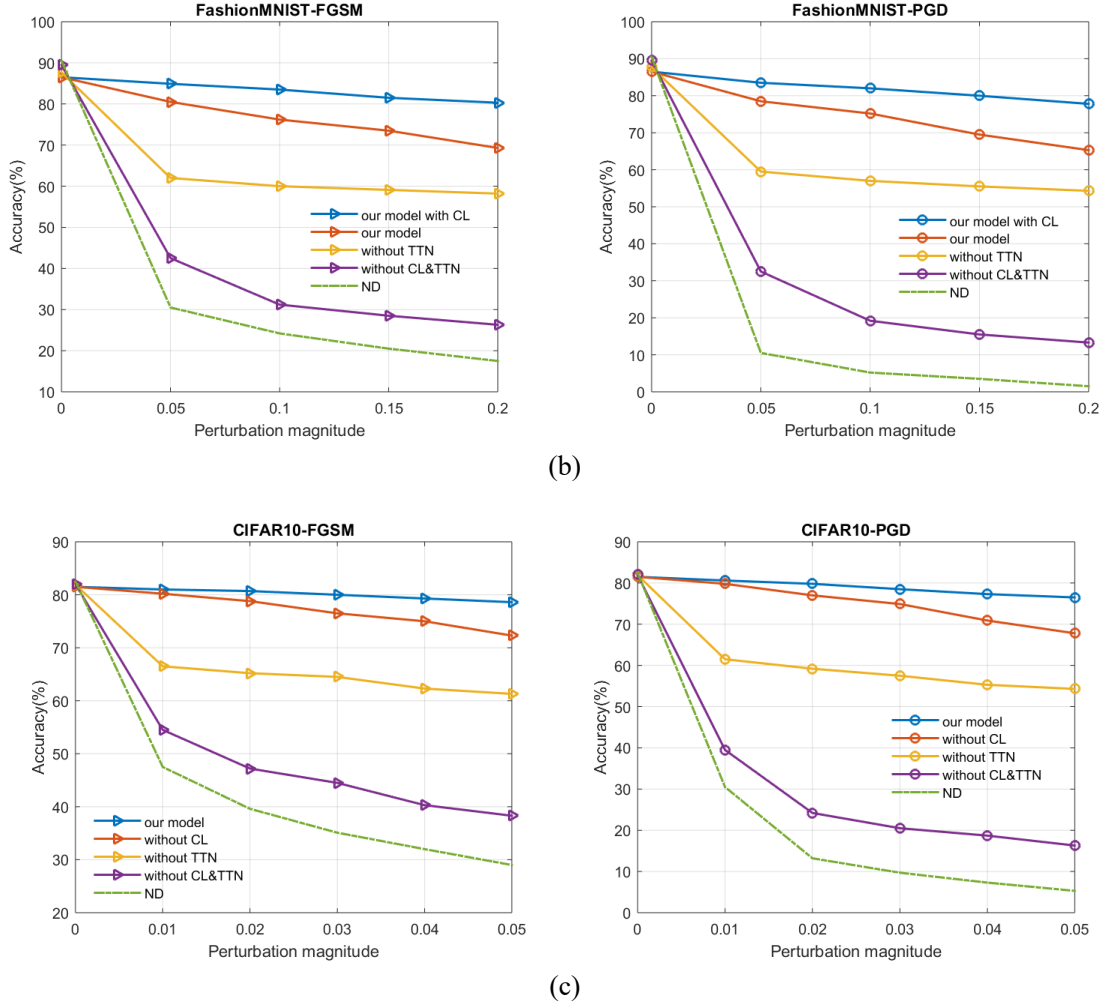 FashionMNIST-FGSM
Accuracy(%)
100
90
80
70
60
50
40
30
20
10
our model with CL
our model
without TTN
without CL&TTN
ND
0 0.05 0.1 0.15 0.2
Perturbation magnitude
FashionMNIST-PGD
Accuracy(%)
100
90
80
70
60
50
40
30
20
10
0
our model with CL
our model
without TTN
without CL&TTN
ND
0 0.05 0.1 0.15 0.2
Perturbation magnitude
(b)
CIFAR10-FGSM
Accuracy(%)
90
80
70
60
50
40
30
20
our model
without CL
without TTN
without CL&TTN
ND
0 0.01 0.02 0.03 0.04 0.05
Perturbation magnitude
CIFAR10-PGD
Accuracy(%)
90
80
70
60
50
40
30
20
10
0
our model
without CL
without TTN
without CL&TTN
ND
0 0.01 0.02 0.03 0.04 0.05
Perturbation magnitude
(c)